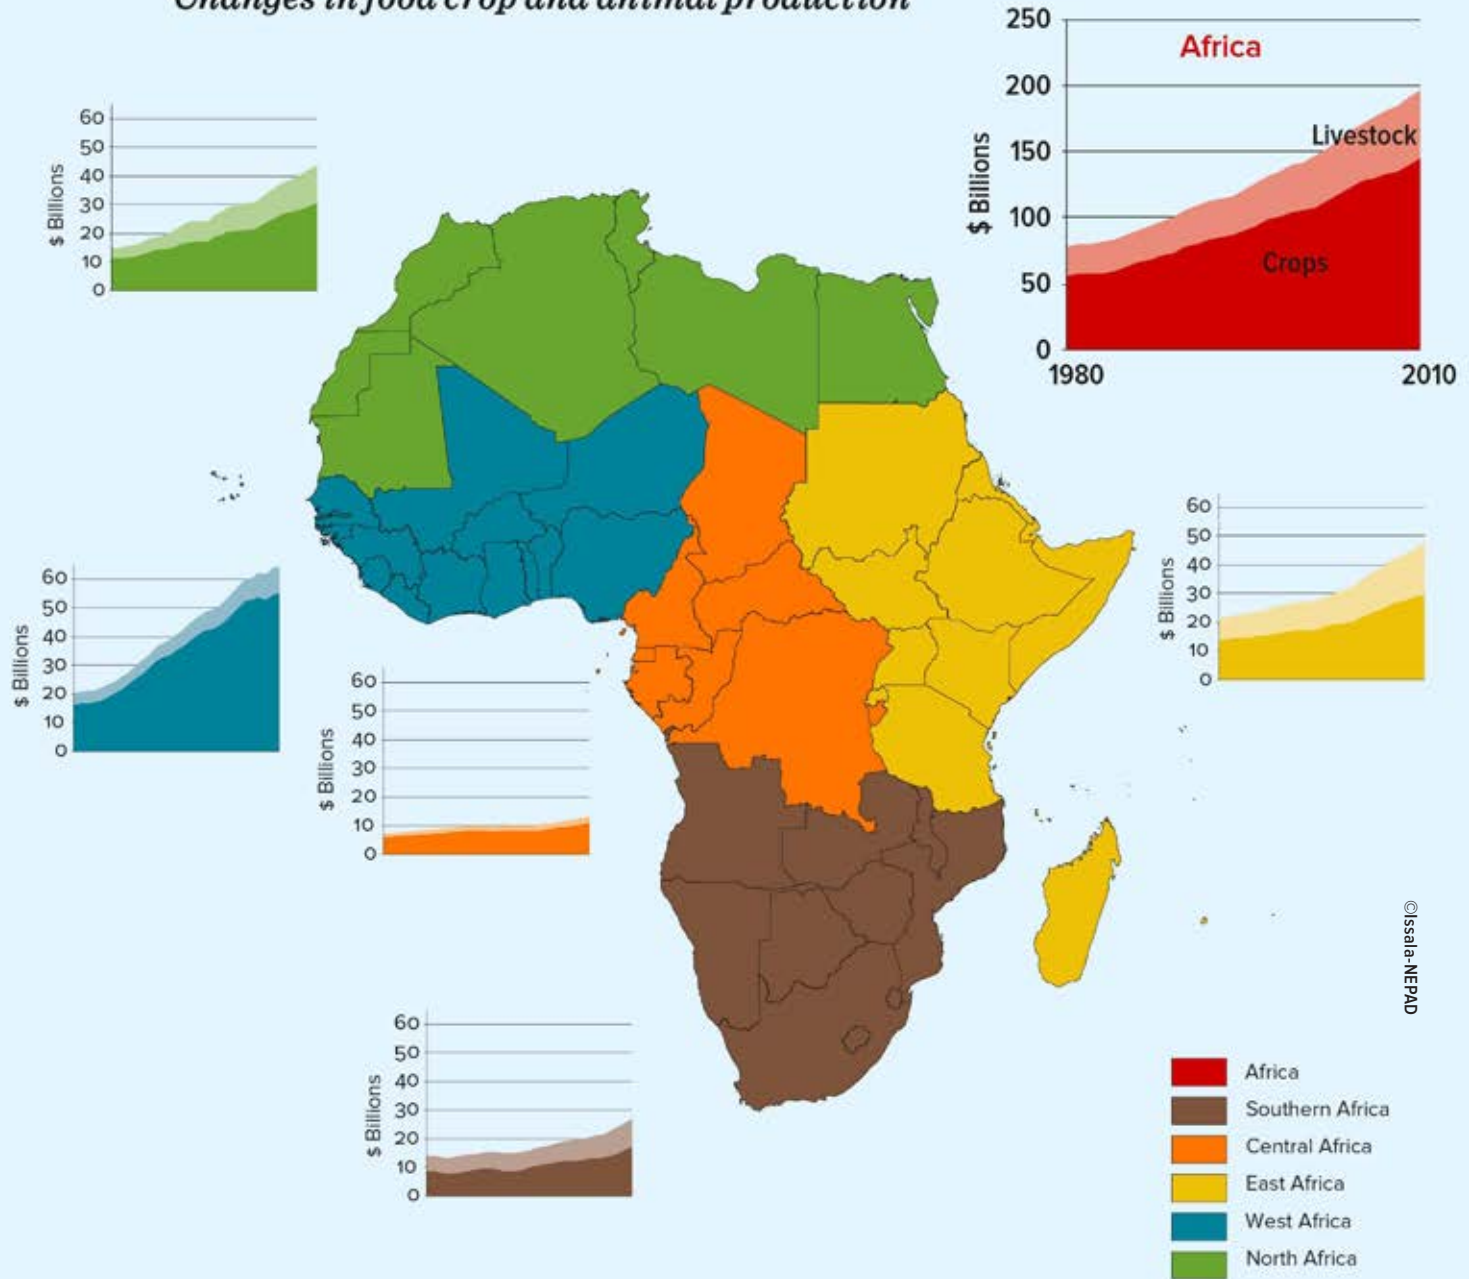 Changes in food crop and animal production
250
200
150
100
50
0
$ Billions
Africa
Livestock
Crops
1980
2010
60
50
40
30
20
10
0
$ Billions
60
50
40
30
20
10
0
$ Billions
60
50
40
30
20
10
0
$ Billions
60
50
40
30
20
10
0
$ Billions
60
50
40
30
20
10
0
$ Billions
©Issala-NEPAD
Africa
Southern Africa
Central Africa
East Africa
West Africa
North Africa